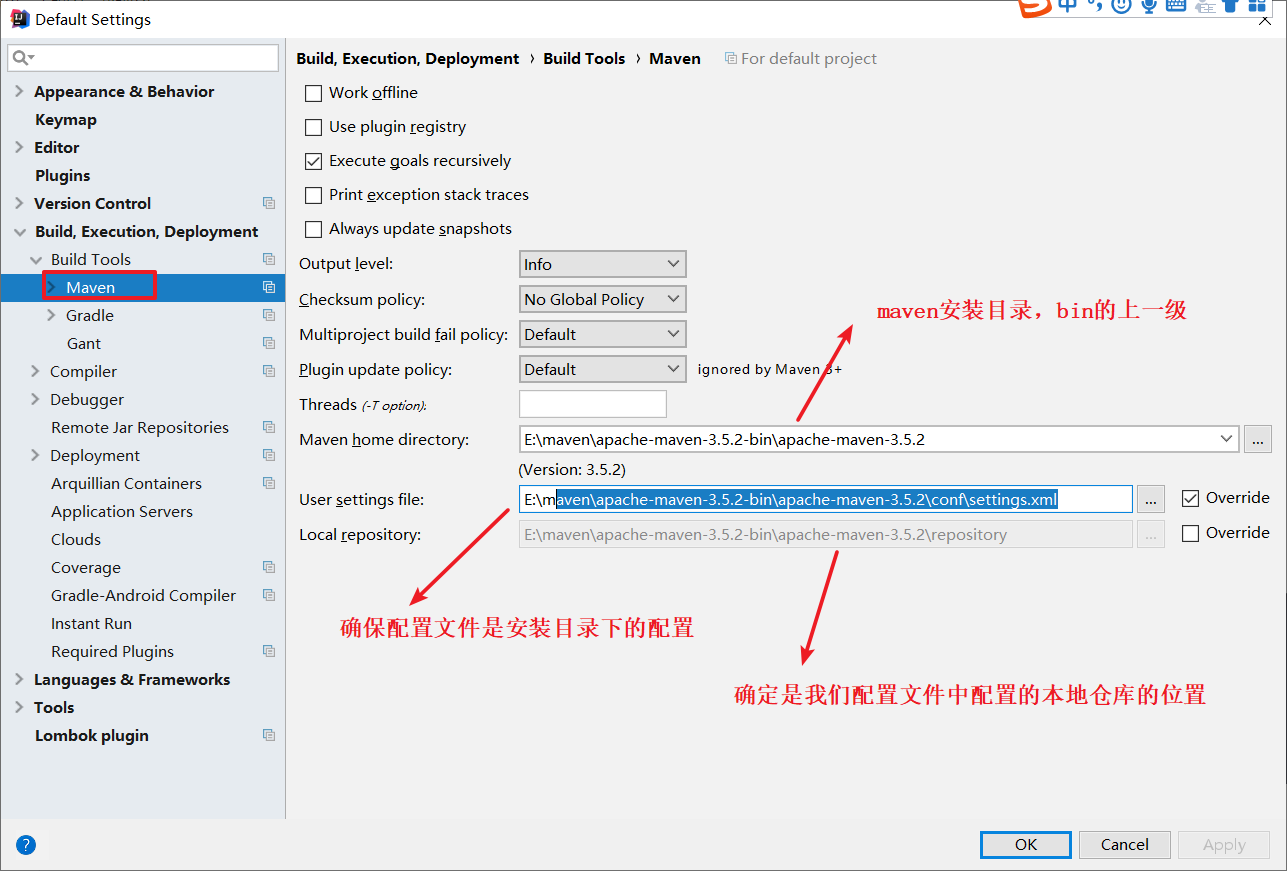 Default Settings
中
Appearance & Behavior
Keymap
Editor
Plugins
Version Control
Build, Execution, Deployment
Build Tools
Maven
Gradle
Gant
Compiler
Debugger
Remote Jar Repositories
Deployment
Arquillian Containers
Application Servers
Clouds
Coverage
Gradle-Android Compiler
Instant Run
Required Plugins
Languages & Frameworks
Tools
Lombok plugin
Build, Execution, Deployment › Build Tools › Maven For default project
Work offline
Use plugin registry
Execute goals recursively
Print exception stack traces
Always update snapshots
Output level: Info
Checksum policy: No Global Policy
Multiproject build fail policy: Default
Plugin update policy: Default ignored by Maven 3+
Threads (-T option):
Maven home directory: E:\maven\apache-maven-3.5.2-bin\apache-maven-3.5.2 ...
(Version: 3.5.2)
User settings file: E:\maven\apache-maven-3.5.2-bin\apache-maven-3.5.2\conf\settings.xml ... Override
Local repository: E:\maven\apache-maven-3.5.2-bin\apache-maven-3.5.2\repository ... Override
maven安装目录，bin的上一级
确保配置文件是安装目录下的配置
确定是我们配置文件中配置的本地仓库的位置
? OK Cancel Apply